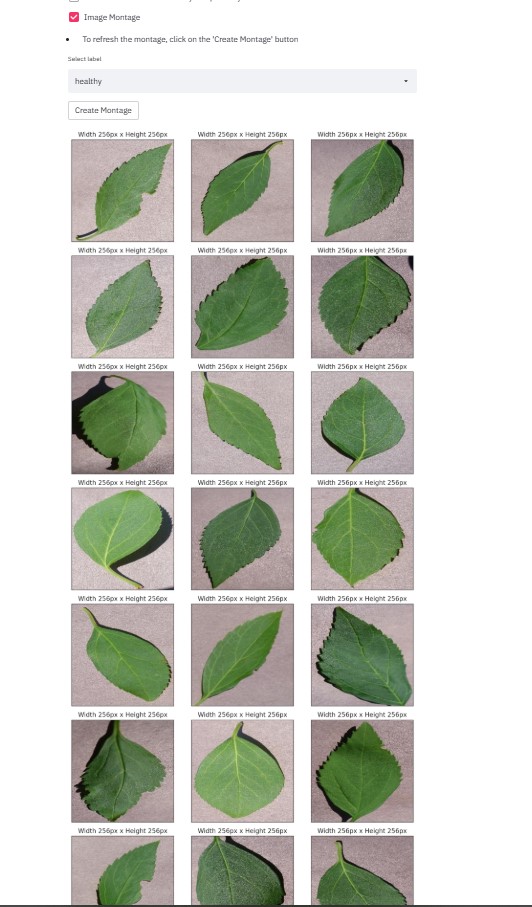 Image Montage
To refresh the montage, click on the 'Create Montage' button
Select label
healthy
Create Montage
Width 256px x Height 256px Width 256px x Height 256px Width 256px x Height 256px
Width 256px x Height 256px Width 256px x Height 256px Width 256px x Height 256px
Width 256px x Height 256px Width 256px x Height 256px Width 256px x Height 256px
Width 256px x Height 256px Width 256px x Height 256px Width 256px x Height 256px
Width 256px x Height 256px Width 256px x Height 256px Width 256px x Height 256px
Width 256px x Height 256px Width 256px x Height 256px Width 256px x Height 256px
Width 256px x Height 256px Width 256px x Height 256px Width 256px x Height 256px